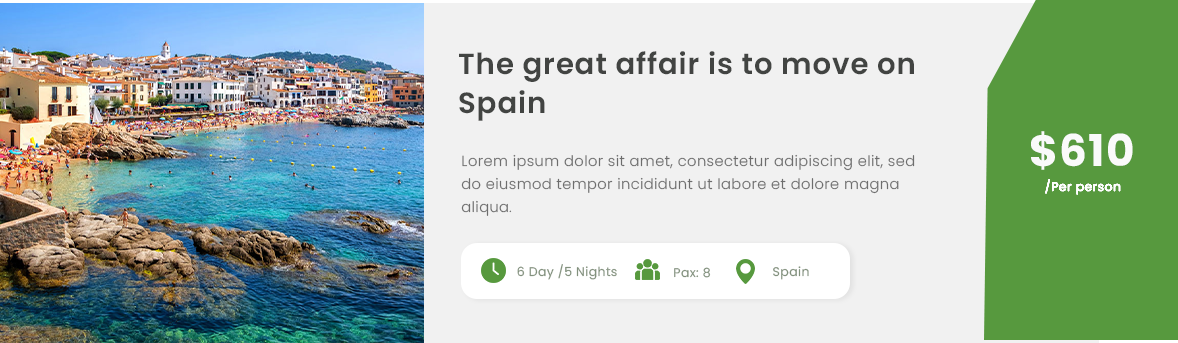 The great affair is to move on
Spain
Lorem ipsum dolor sit amet, consectetur adipiscing elit, sed
do eiusmod tempor incididunt ut labore et dolore magna
aliqua.
6 Day /5 Nights
Pax: 8
Spain
$610
/Per person